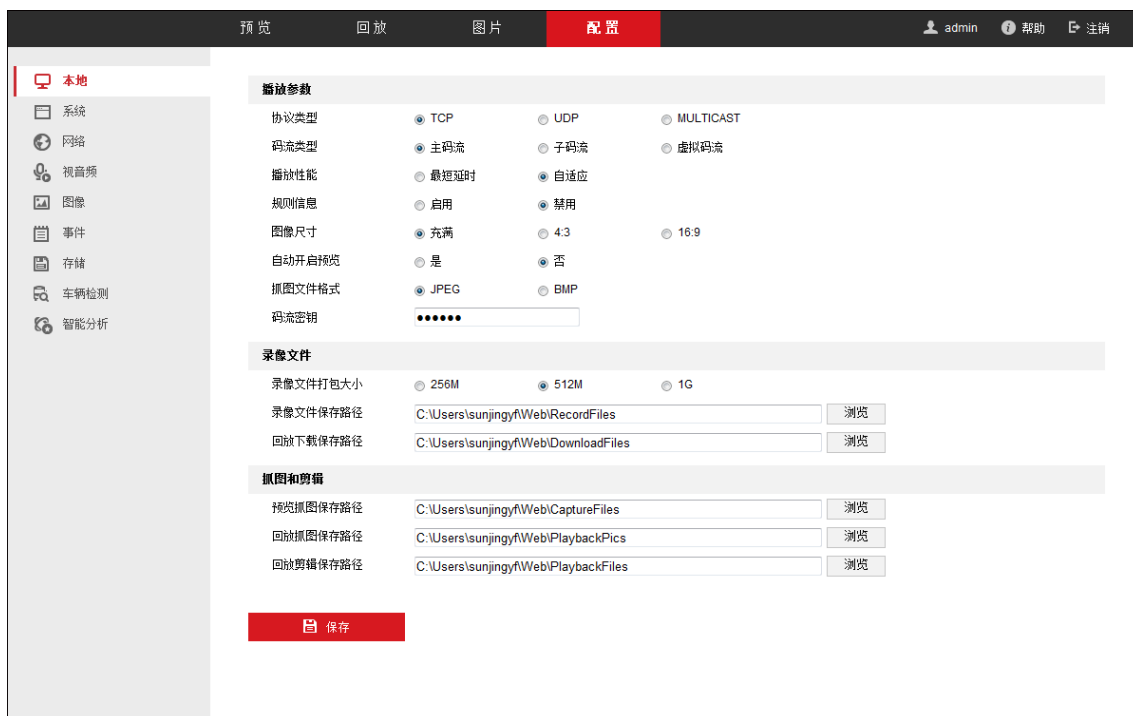 预览 回放 图片 配置 admin 帮助 注销
本地
系统
网络
视音频
图像
事件
存储
车辆检测
智能分析
播放参数
协议类型 TCP UDP MULTICAST
码流类型 主码流 子码流 虚拟码流
播放性能 最短延时 自适应
规则信息 启用 禁用
图像尺寸 充满 4:3 16:9
自动开启预览 是 否
抓图文件格式 JPEG BMP
码流密钥 ●●●●●●
录像文件
录像文件打包大小 256M 512M 1G
录像文件保存路径 C:\Users\sunjingyf\Web\RecordFiles 浏览
回放下载保存路径 C:\Users\sunjingyf\Web\DownloadFiles 浏览
抓图和剪辑
预览抓图保存路径 C:\Users\sunjingyf\Web\CaptureFiles 浏览
回放抓图保存路径 C:\Users\sunjingyf\Web\PlaybackPics 浏览
回放剪辑保存路径 C:\Users\sunjingyf\Web\PlaybackFiles 浏览
保存